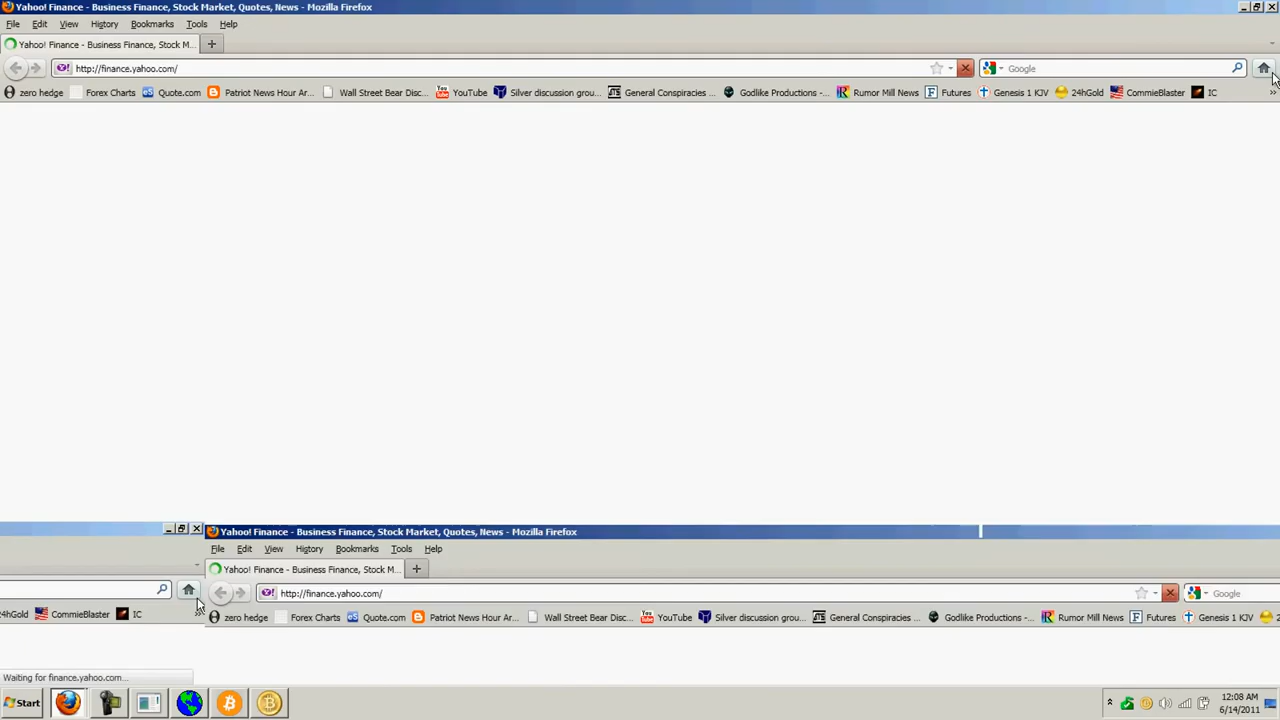 Yahoo! Finance - Business Finance, Stock Market, Quotes, News - Mozilla Firefox
File Edit View History Bookmarks Tools Help
Yahoo! Finance - Business Finance, Stock M... +
http://finance.yahoo.com/ Google
zero hedge Forex Charts Quote.com Patriot News Hour Ar... Wall Street Bear Disc... YouTube Silver discussion grou... General Conspiracies ... Godlike Productions -... Rumor Mill News Futures Genesis 1 KJV 24hGold CommieBlaster IC »
Yahoo! Finance - Business Finance, Stock Market, Quotes, News - Mozilla Firefox
File Edit View History Bookmarks Tools Help
Yahoo! Finance - Business Finance, Stock M... +
http://finance.yahoo.com/ Google
24hGold CommieBlaster IC » zero hedge Forex Charts Quote.com Patriot News Hour Ar... Wall Street Bear Disc... YouTube Silver discussion grou... General Conspiracies ... Godlike Productions -... Rumor Mill News Futures Genesis 1 KJV 2
Waiting for finance.yahoo.com...
Start 12:08 AM
6/14/2011